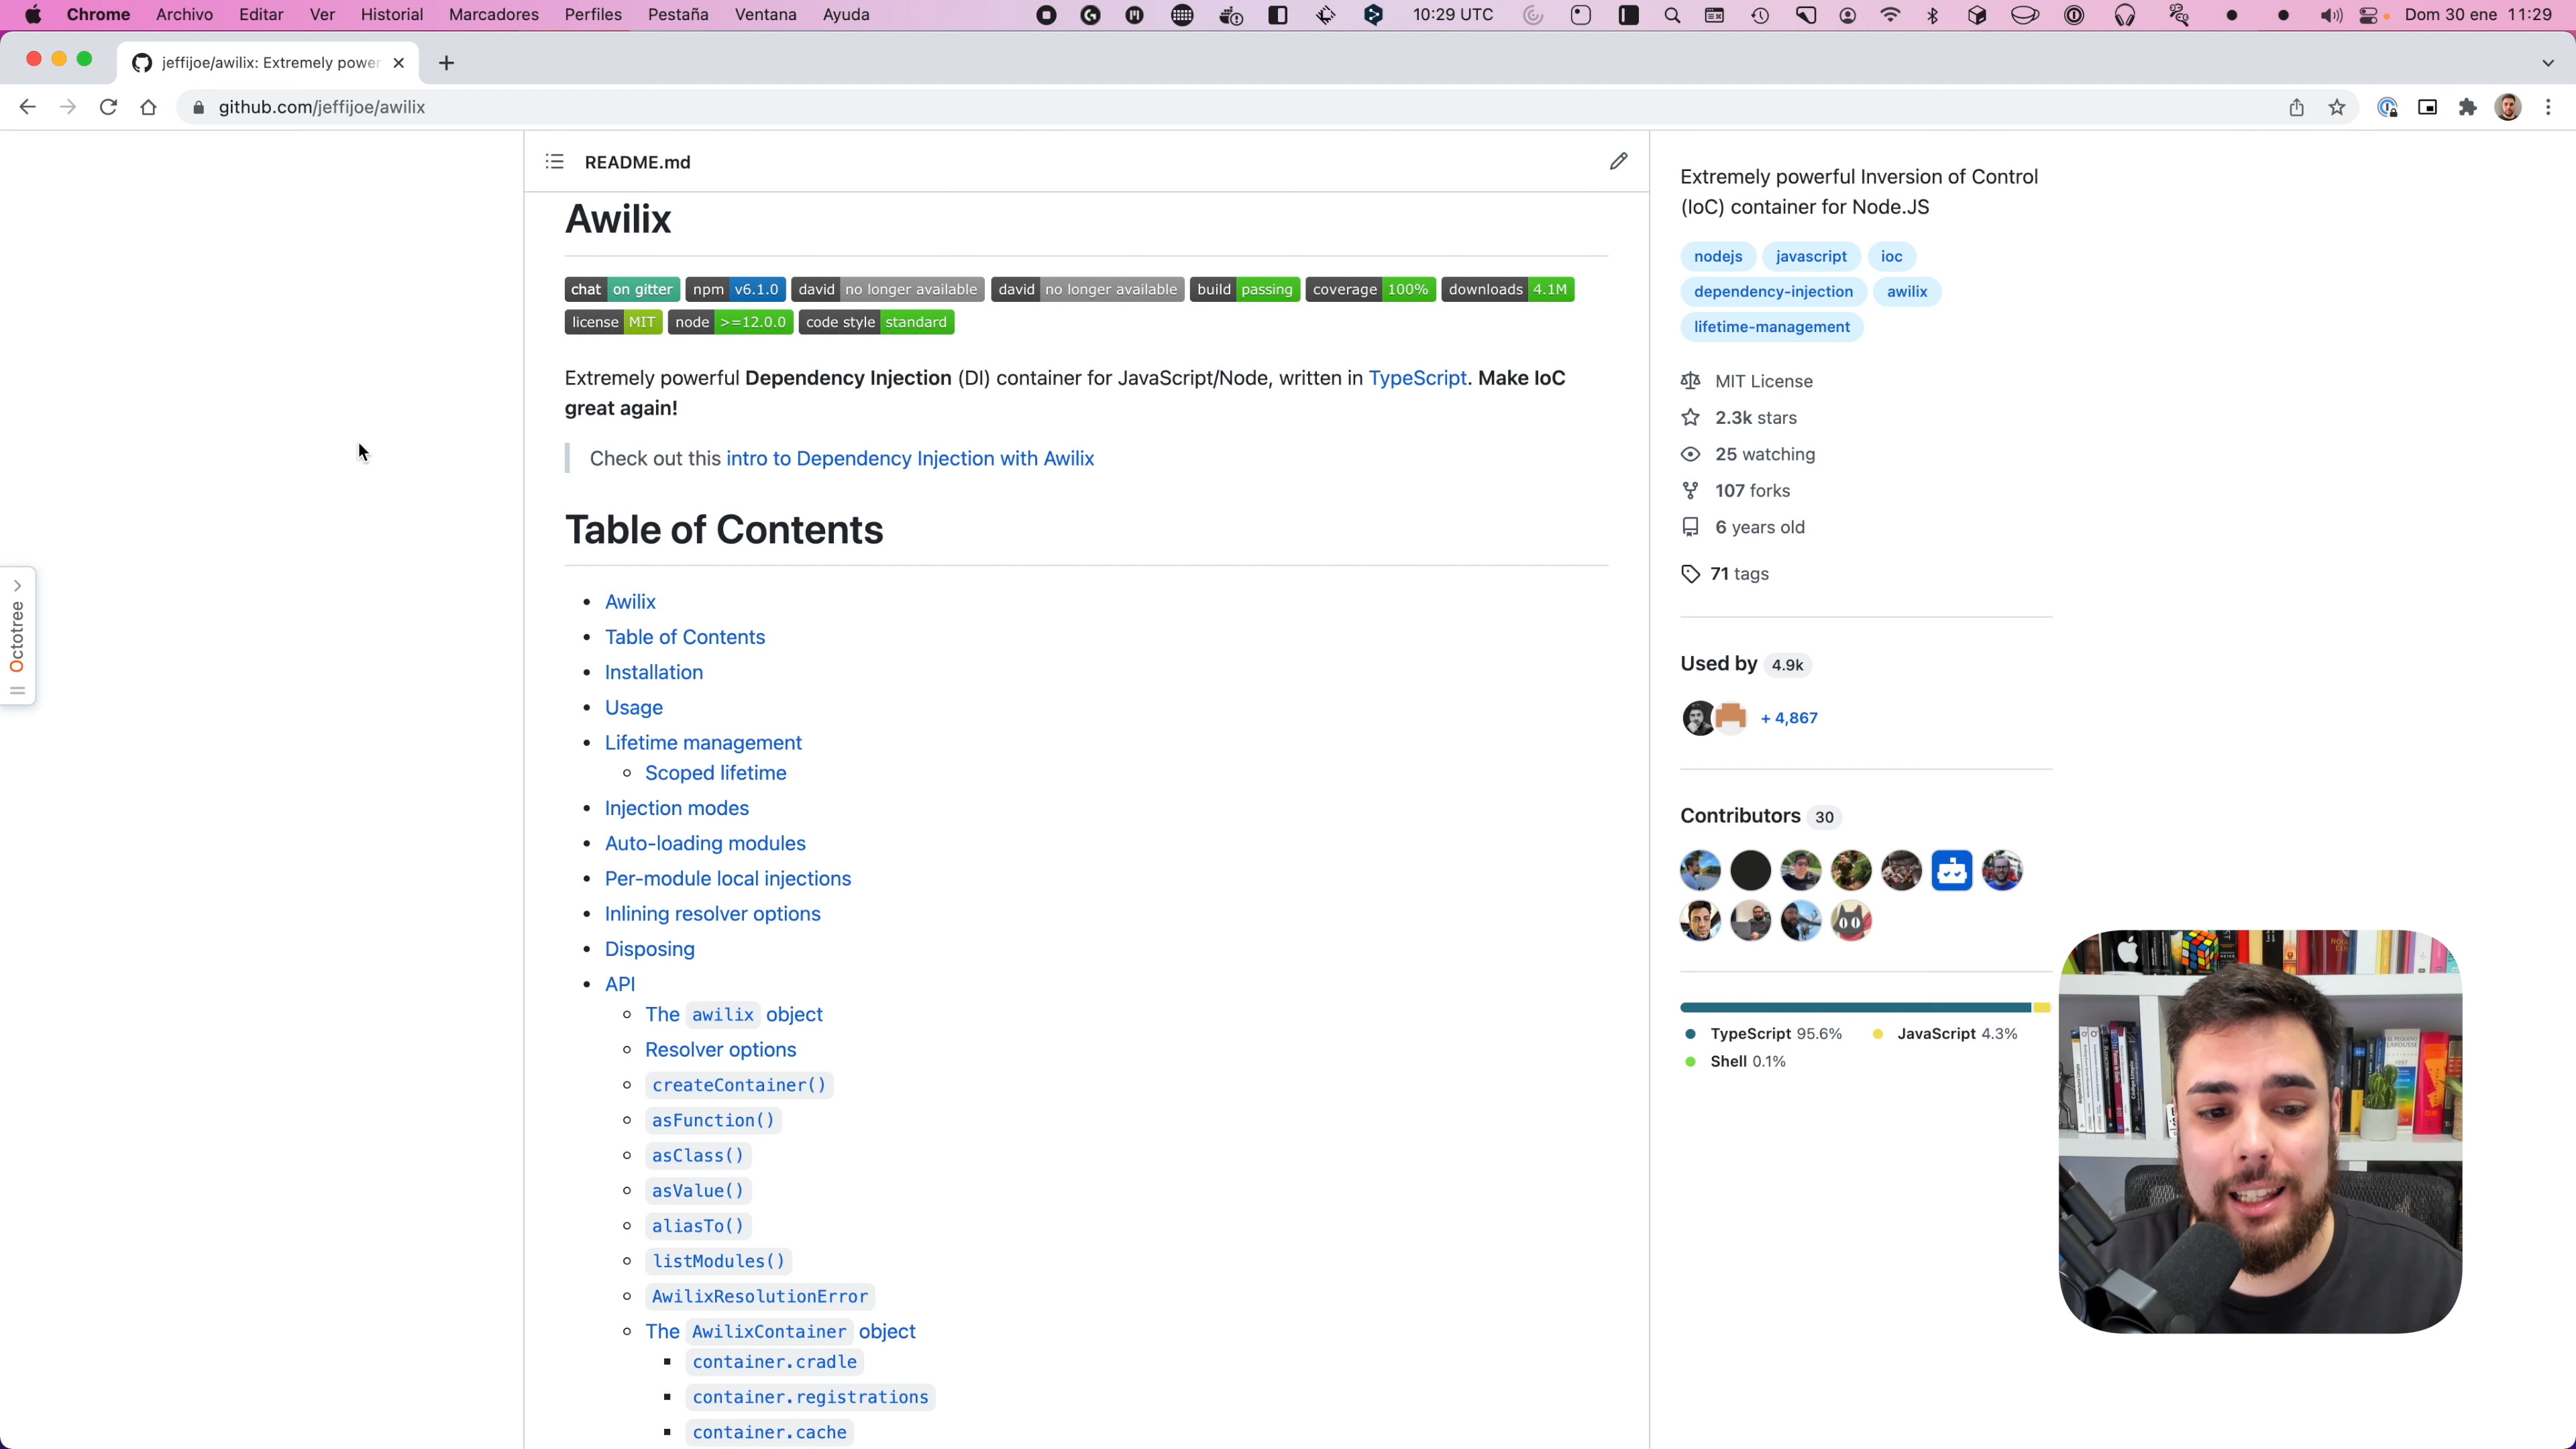 Chrome Archivo Editar Ver Historial Marcadores Perfiles Pestaña Ventana Ayuda 10:29 UTC Dom 30 ene 11:29
jeffijoe/awilix: Extremely power
github.com/jeffijoe/awilix
README.md
Awilix
chat on gitter npm v6.1.0 david no longer available david no longer available build passing coverage 100% downloads 4.1M
license MIT node >=12.0.0 code style standard
Extremely powerful Dependency Injection (DI) container for JavaScript/Node, written in TypeScript. Make IoC
great again!
Check out this intro to Dependency Injection with Awilix
Table of Contents
Awilix
Table of Contents
Installation
Usage
Lifetime management
Scoped lifetime
Injection modes
Auto-loading modules
Per-module local injections
Inlining resolver options
Disposing
API
The awilix object
Resolver options
createContainer()
asFunction()
asClass()
asValue()
aliasTo()
listModules()
AwilixResolutionError
The AwilixContainer object
container.cradle
container.registrations
container.cache
Octotree
Extremely powerful Inversion of Control
(IoC) container for Node.JS
nodejs javascript ioc
dependency-injection awilix
lifetime-management
MIT License
2.3k stars
25 watching
107 forks
6 years old
71 tags
Used by 4.9k
+ 4,867
Contributors 30
TypeScript 95.6% JavaScript 4.3%
Shell 0.1%